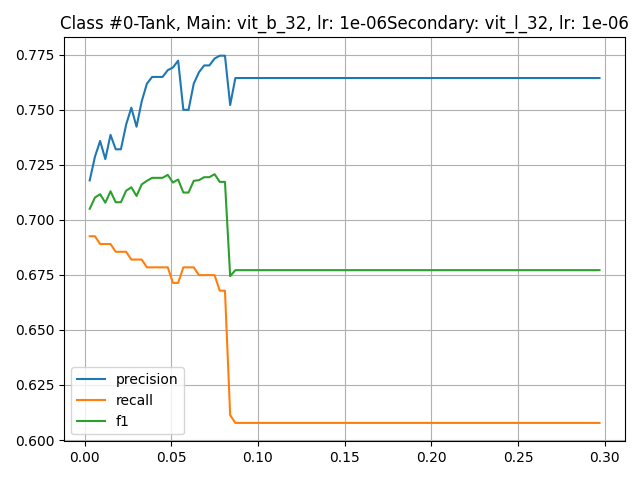 Class #0-Tank, Main: vit_b_32, lr: 1e-06Secondary: vit_l_32, lr: 1e-06
0.775
0.750
0.725
0.700
0.675
0.650
0.625
0.600
precision
recall
f1
0.00 0.05 0.10 0.15 0.20 0.25 0.30